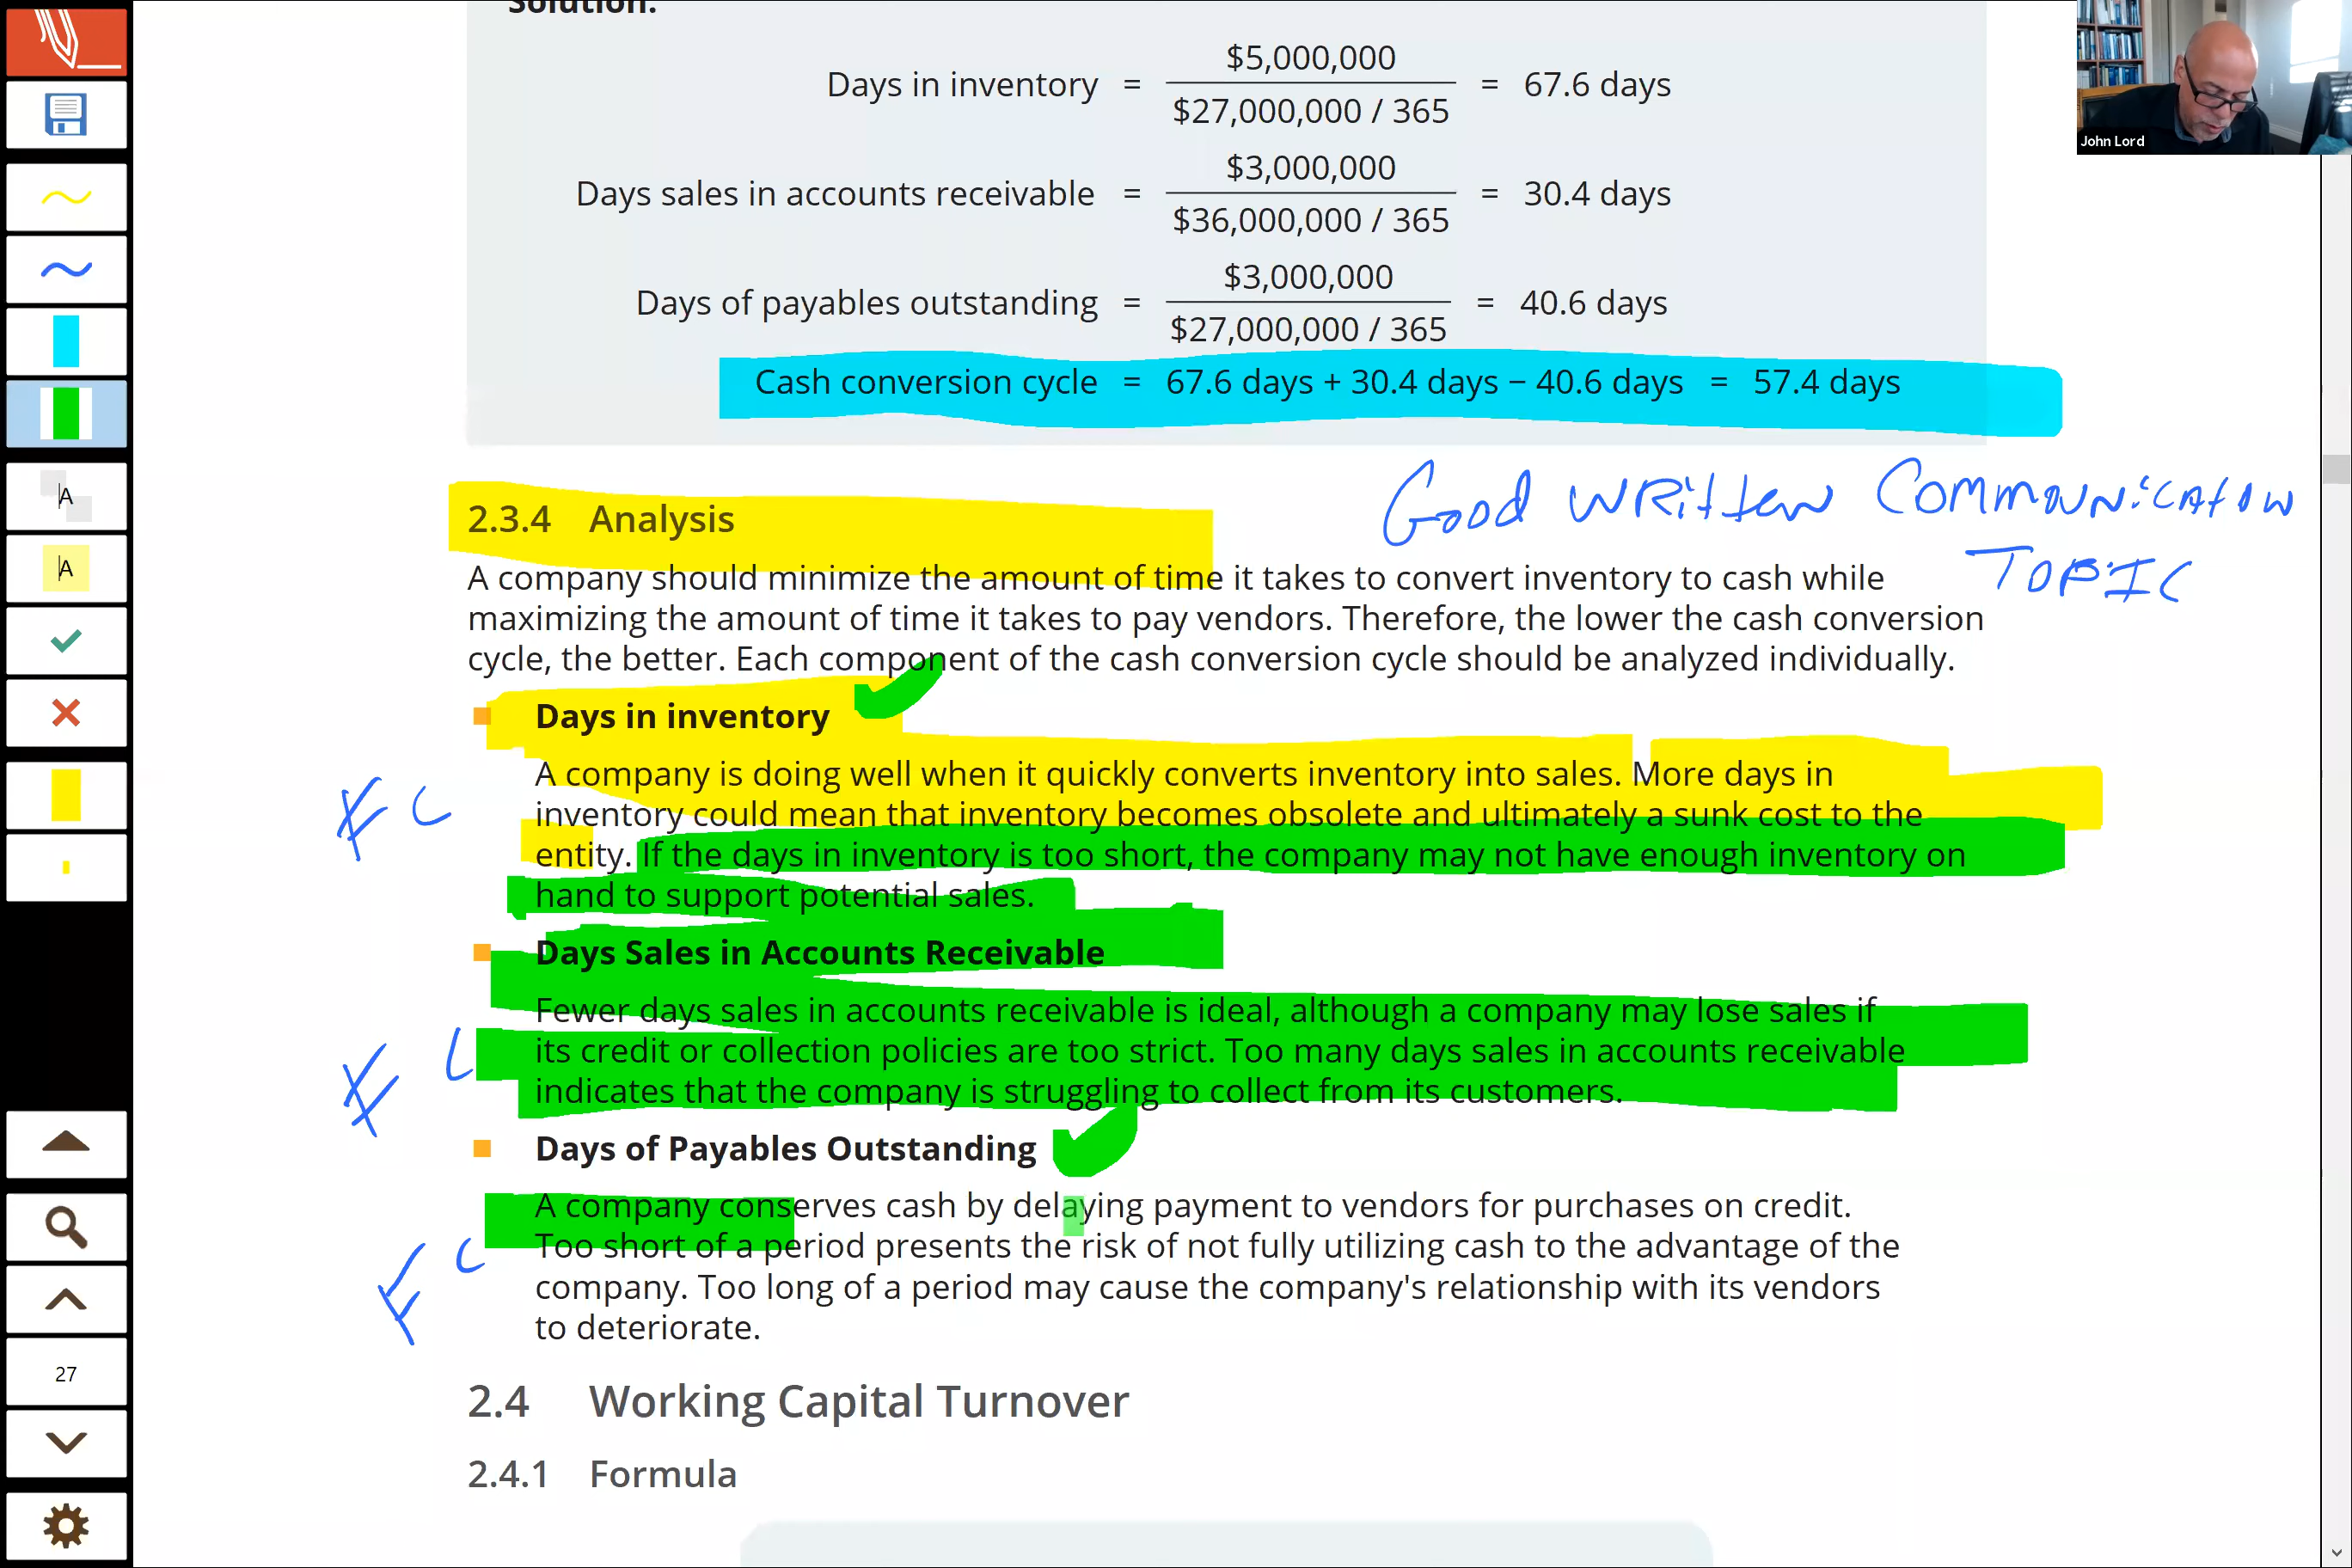 Solution:
Days in inventory = $5,000,000 / $27,000,000 / 365 = 67.6 days
Days sales in accounts receivable = $3,000,000 / $36,000,000 / 365 = 30.4 days
Days of payables outstanding = $3,000,000 / $27,000,000 / 365 = 40.6 days
Cash conversion cycle = 67.6 days + 30.4 days − 40.6 days = 57.4 days
John Lord
Good Written Communication
Topic
2.3.4 Analysis
A company should minimize the amount of time it takes to convert inventory to cash while
maximizing the amount of time it takes to pay vendors. Therefore, the lower the cash conversion
cycle, the better. Each component of the cash conversion cycle should be analyzed individually.
Days in inventory
A company is doing well when it quickly converts inventory into sales. More days in
inventory could mean that inventory becomes obsolete and ultimately a sunk cost to the
entity. If the days in inventory is too short, the company may not have enough inventory on
hand to support potential sales.
FC
Days Sales in Accounts Receivable
Fewer days sales in accounts receivable is ideal, although a company may lose sales if
its credit or collection policies are too strict. Too many days sales in accounts receivable
indicates that the company is struggling to collect from its customers.
Days of Payables Outstanding
A company conserves cash by delaying payment to vendors for purchases on credit.
Too short of a period presents the risk of not fully utilizing cash to the advantage of the
company. Too long of a period may cause the company's relationship with its vendors
to deteriorate.
FC
2.4 Working Capital Turnover
2.4.1 Formula
A
A
27